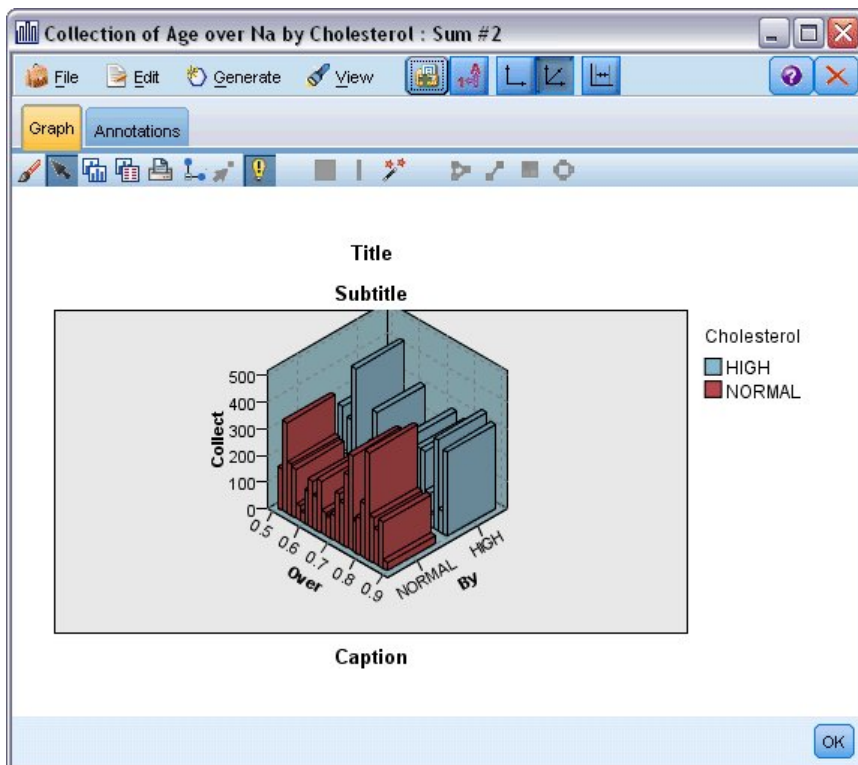 Collection of Age over Na by Cholesterol : Sum #2
File Edit Generate View
Graph Annotations
Title
Subtitle
Cholesterol
HIGH
NORMAL
500
400
300
200
100
0
Collect
0.5 0.6 0.7 0.8 0.9
Over
NORMAL HIGH
By
Caption
OK